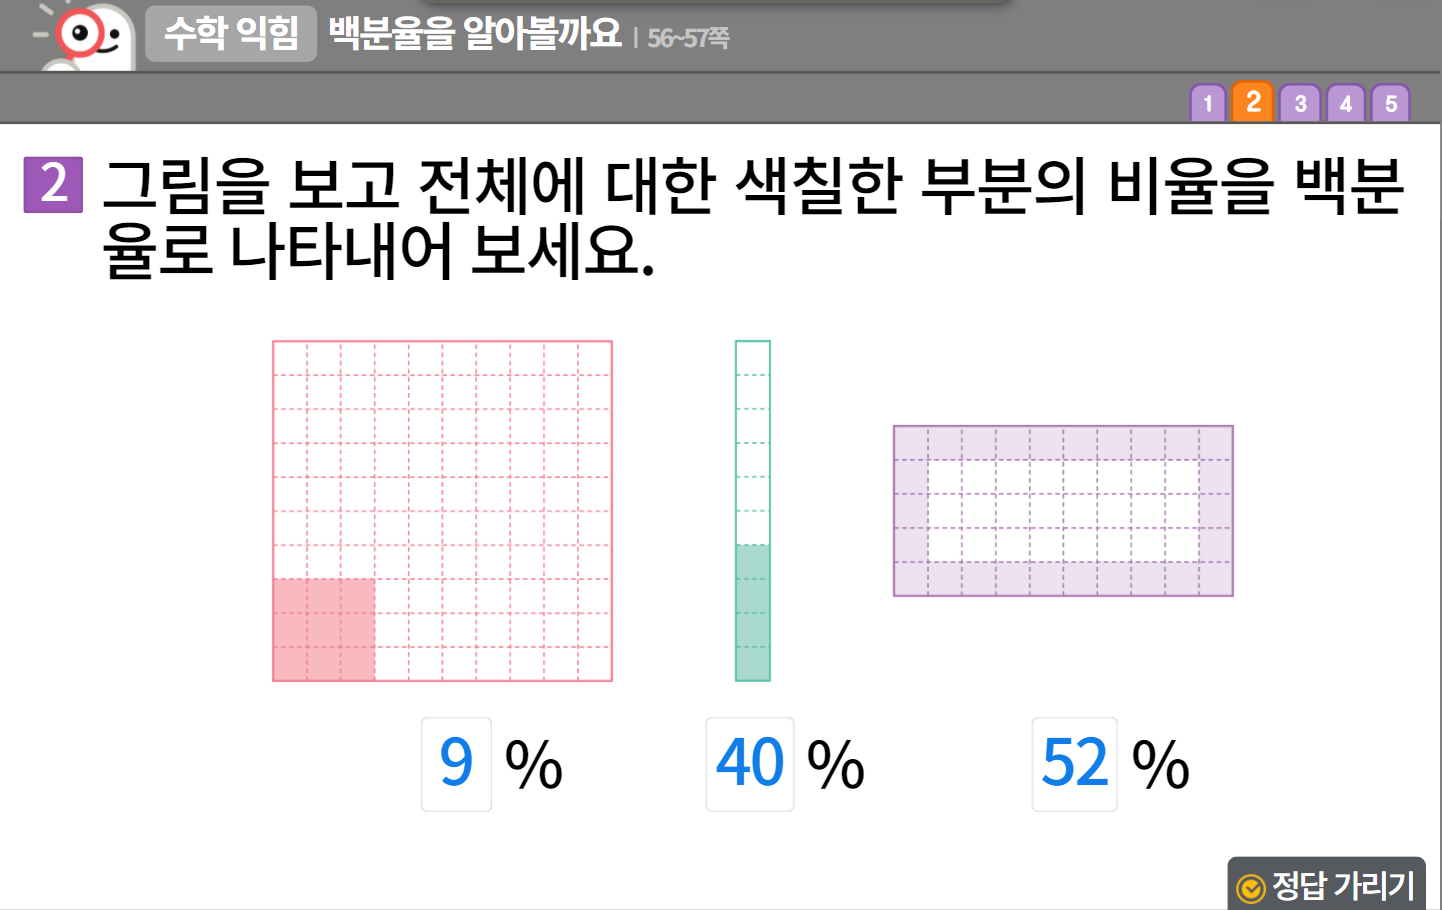 수학 익힘 백분율을 알아볼까요 | 56~57쪽
1 2 3 4 5
2 그림을 보고 전체에 대한 색칠한 부분의 비율을 백분
율로 나타내어 보세요.
9 % 40 % 52 %
정답 가리기